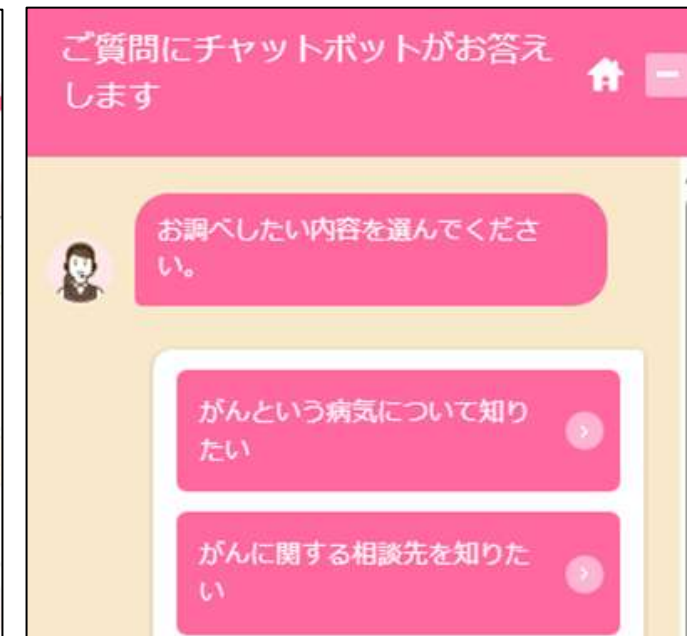 ご質問にチャットボットがお答え
します
お調べしたい内容を選んでくださ
い。
がんという病気について知り
たい
がんに関する相談先を知りた
い